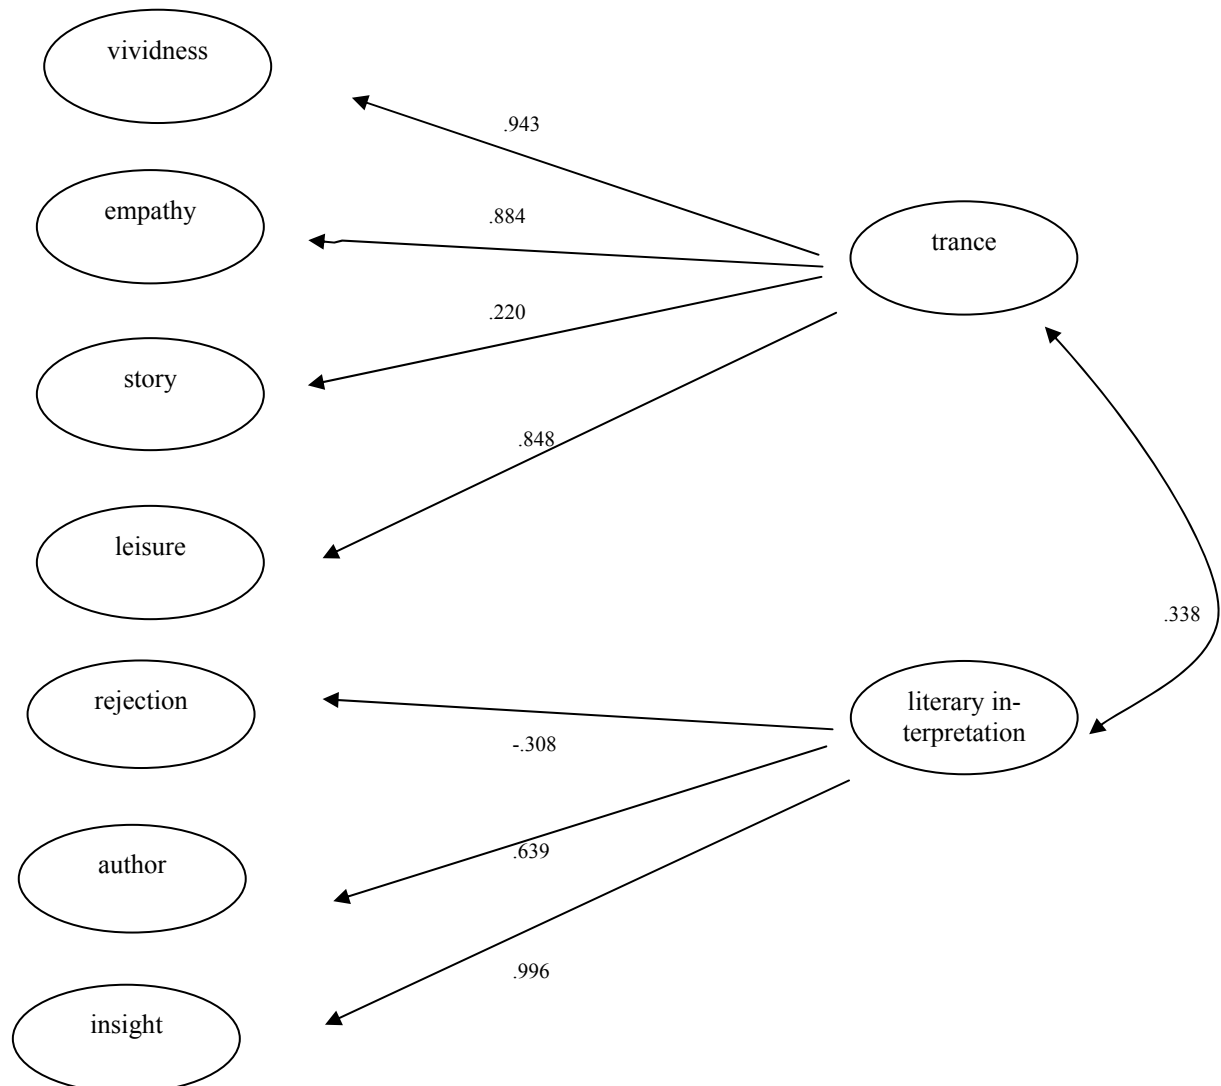 vividness
.943
empathy
.884
trance
.220
story
.848
leisure
.338
rejection
literary in-
terpretation
-.308
author
.639
.996
insight